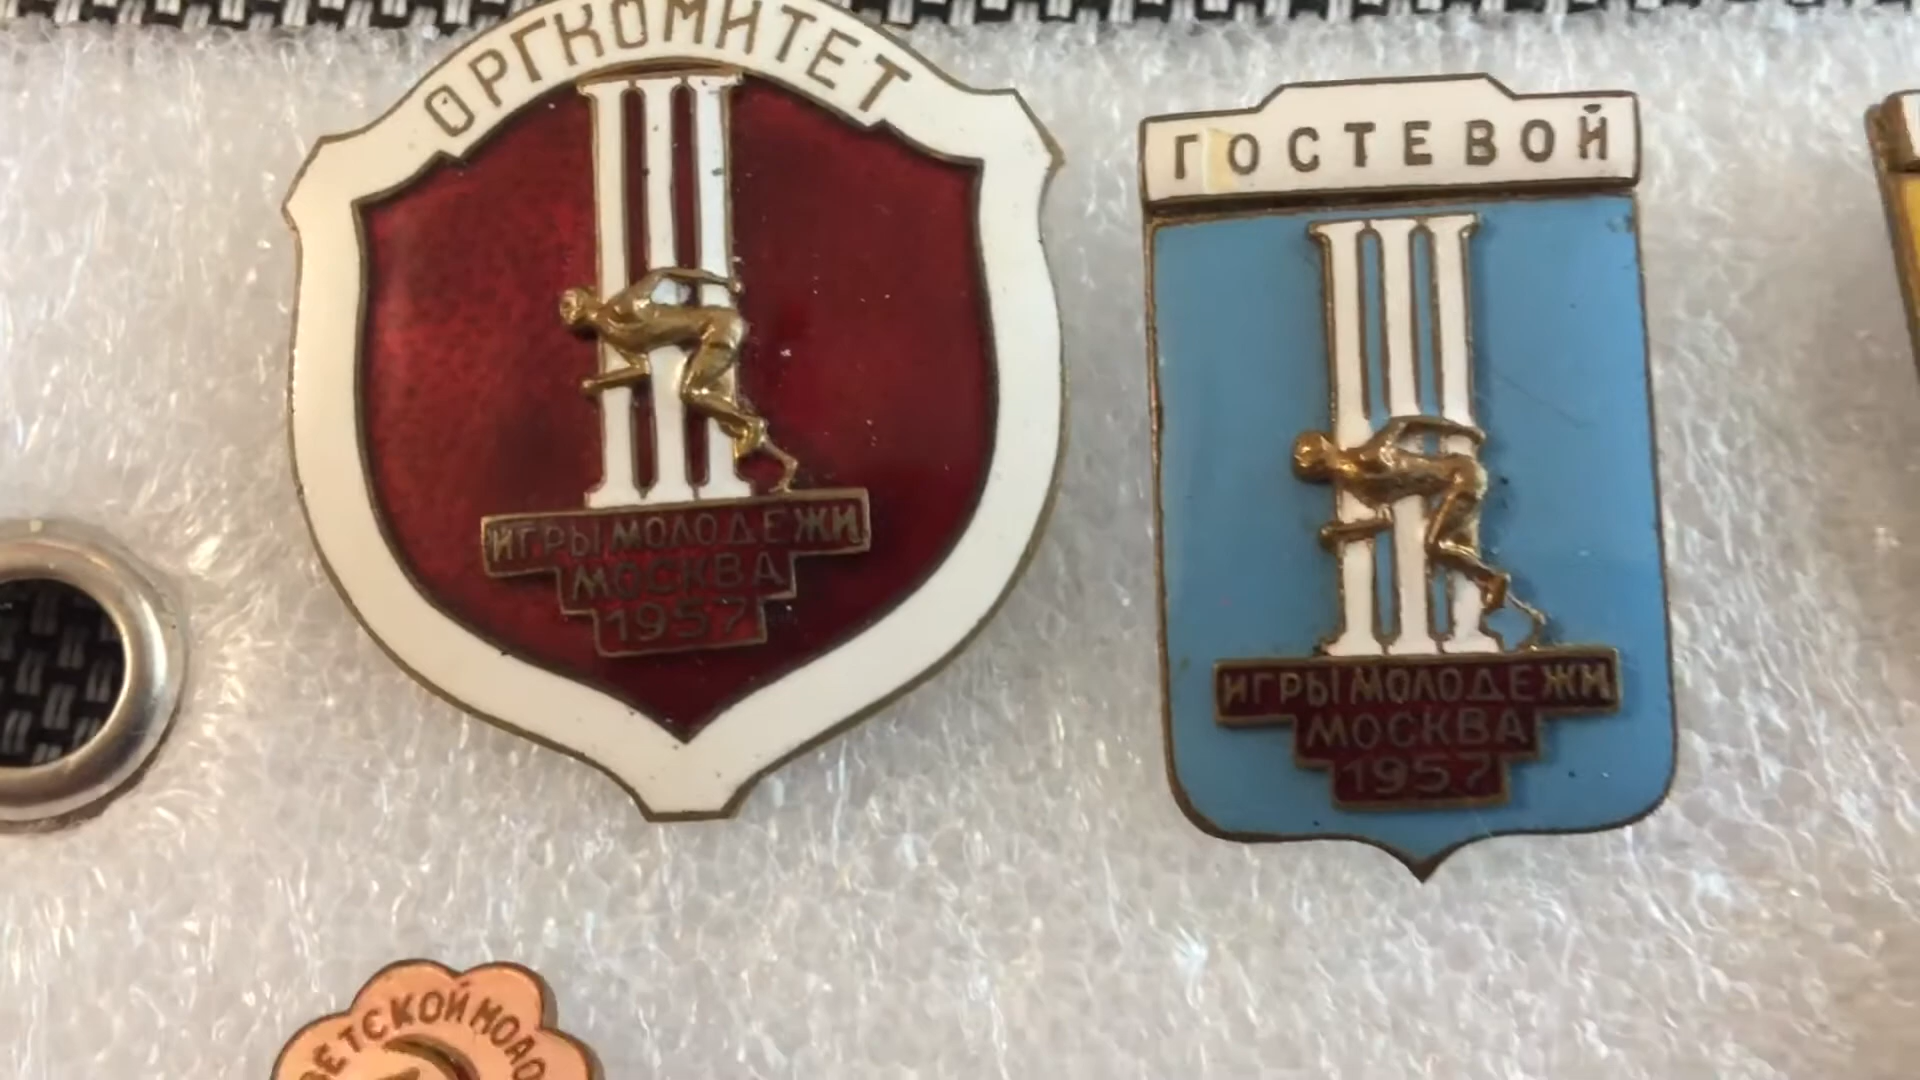 ОРГКОМИТЕТ
III
ИГРЫ МОЛОДЕЖИ
МОСКВА
1957
ГОСТЕВОЙ
III
ИГРЫ МОЛОДЕЖИ
МОСКВА
1957